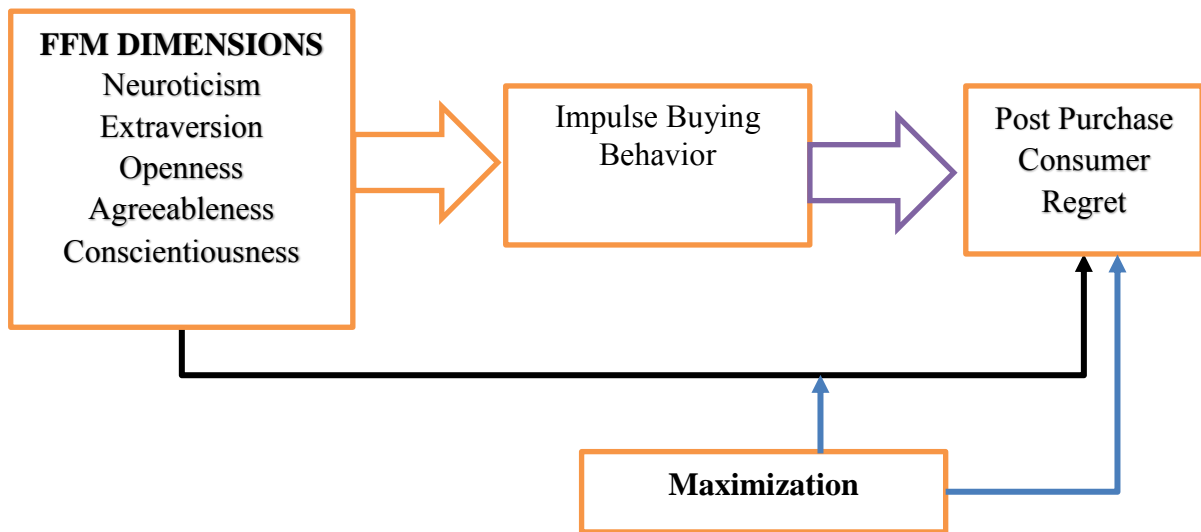 FFM DIMENSIONS
Neuroticism
Extraversion
Openness
Agreeableness
Conscientiousness
Impulse Buying
Behavior
Post Purchase
Consumer
Regret
Maximization